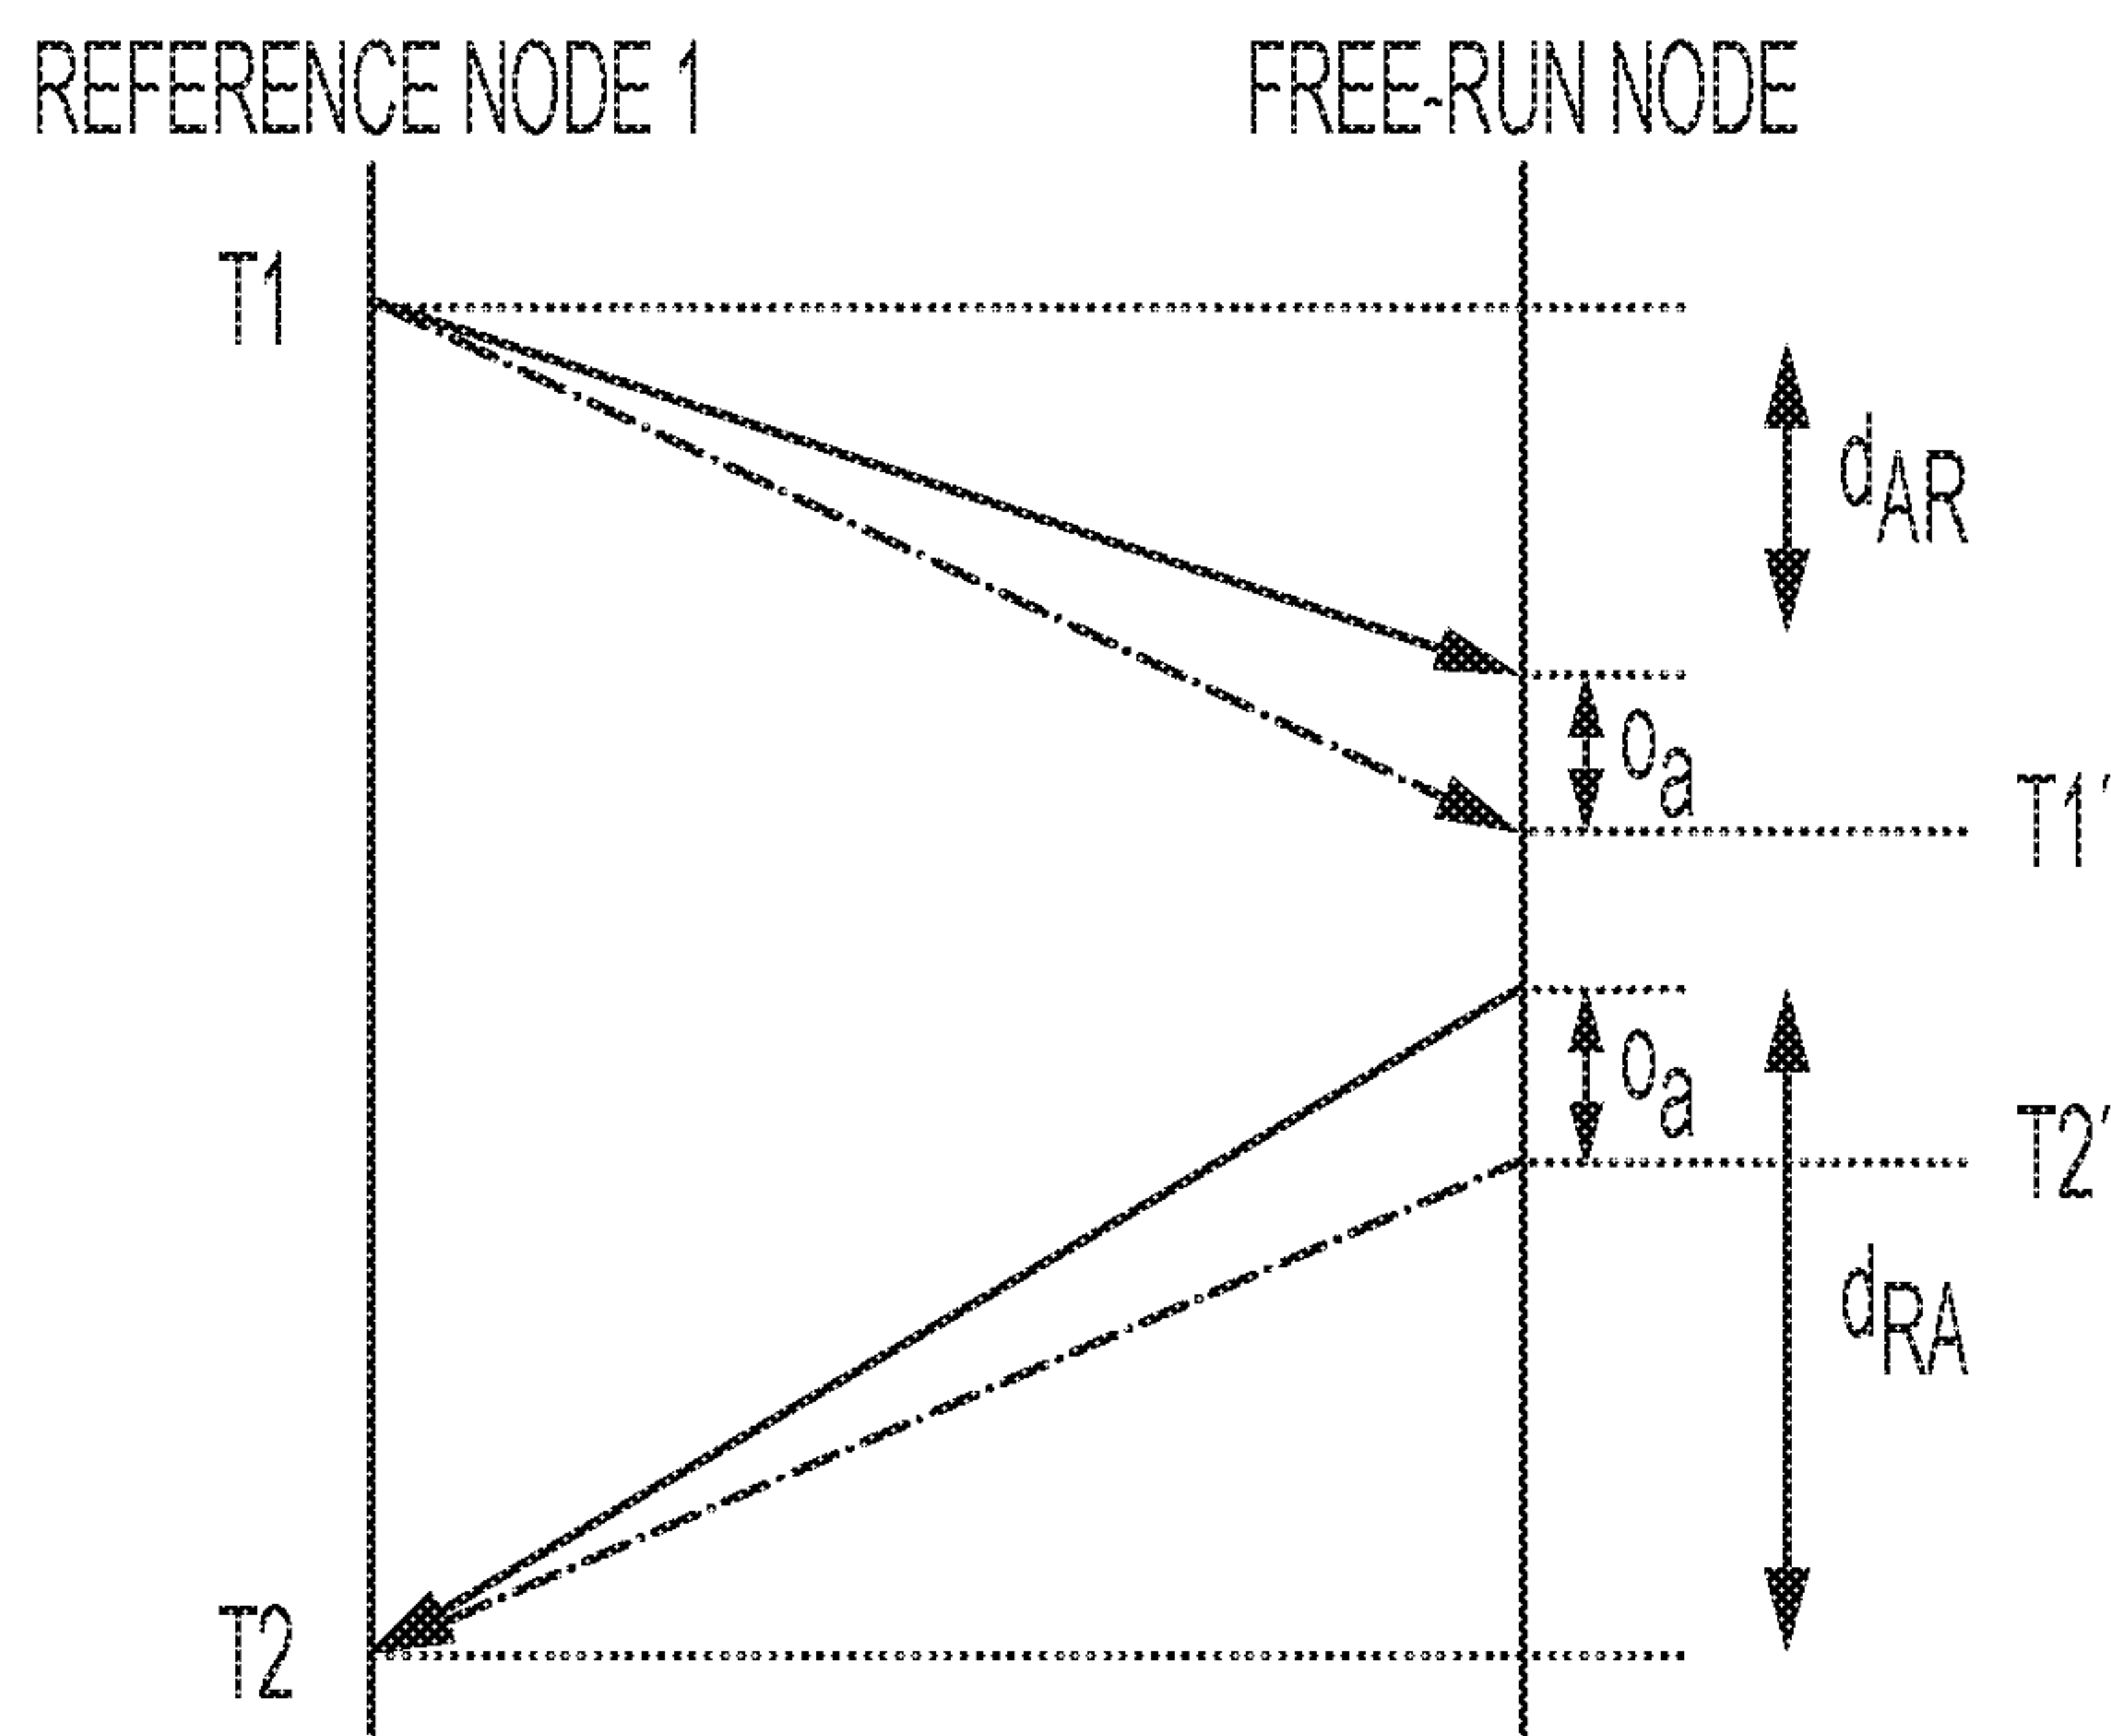 REFERENCE NODE 1
FREE-RUN NODE
T1
dAR
oa
T1'
oa
T2'
dRA
T2